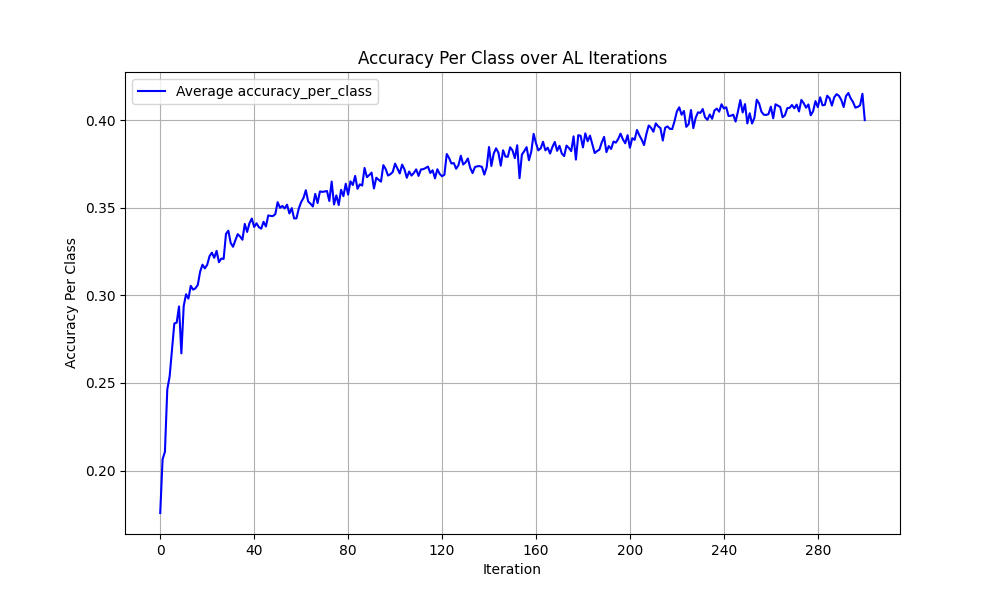 Accuracy Per Class over AL Iterations
Average accuracy_per_class
0.40
0.35
0.30
0.25
0.20
Accuracy Per Class
0 40 80 120 160 200 240 280
Iteration